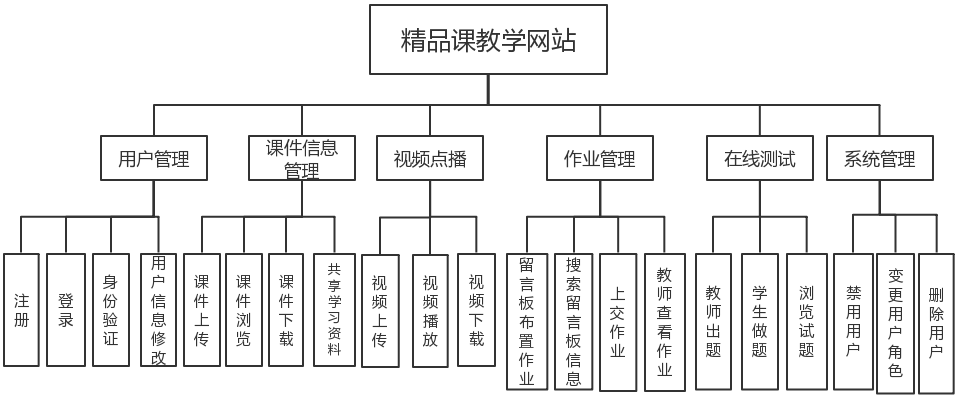 精品课教学网站
用户管理
课件信息
管理
视频点播
作业管理
在线测试
系统管理
注册
登录
身份验证
用户信息修改
课件上传
课件浏览
课件下载
共享学习资料
视频上传
视频播放
视频下载
留言板布置作业
搜索留言板信息
上交作业
教师查看作业
教师出题
学生做题
浏览试题
禁用用户
变更用户角色
删除用户